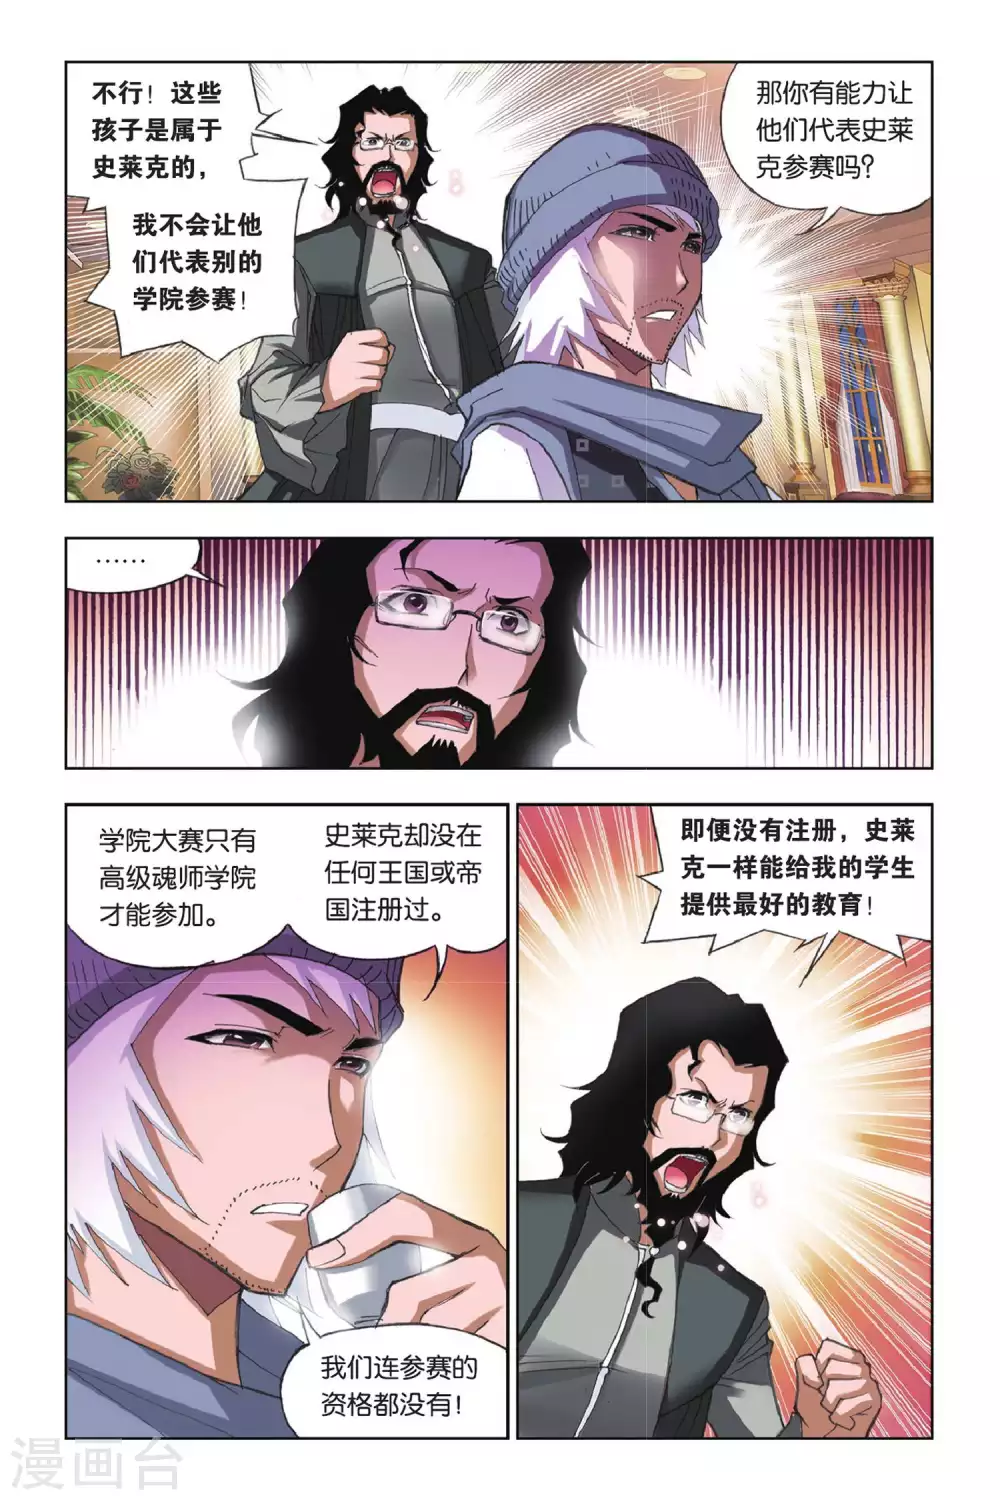 不行！这些
孩子是属于
史莱克的，
我不会让他
们代表别的
学院参赛！
那你有能力让
他们代表史莱
克参赛吗？
……
学院大赛只有
高级魂师学院
才能参加。
史莱克却没在
任何王国或帝
国注册过。
我们连参赛的
资格都没有！
即便没有注册，史莱
克一样能给我的学生
提供最好的教育！
漫画台